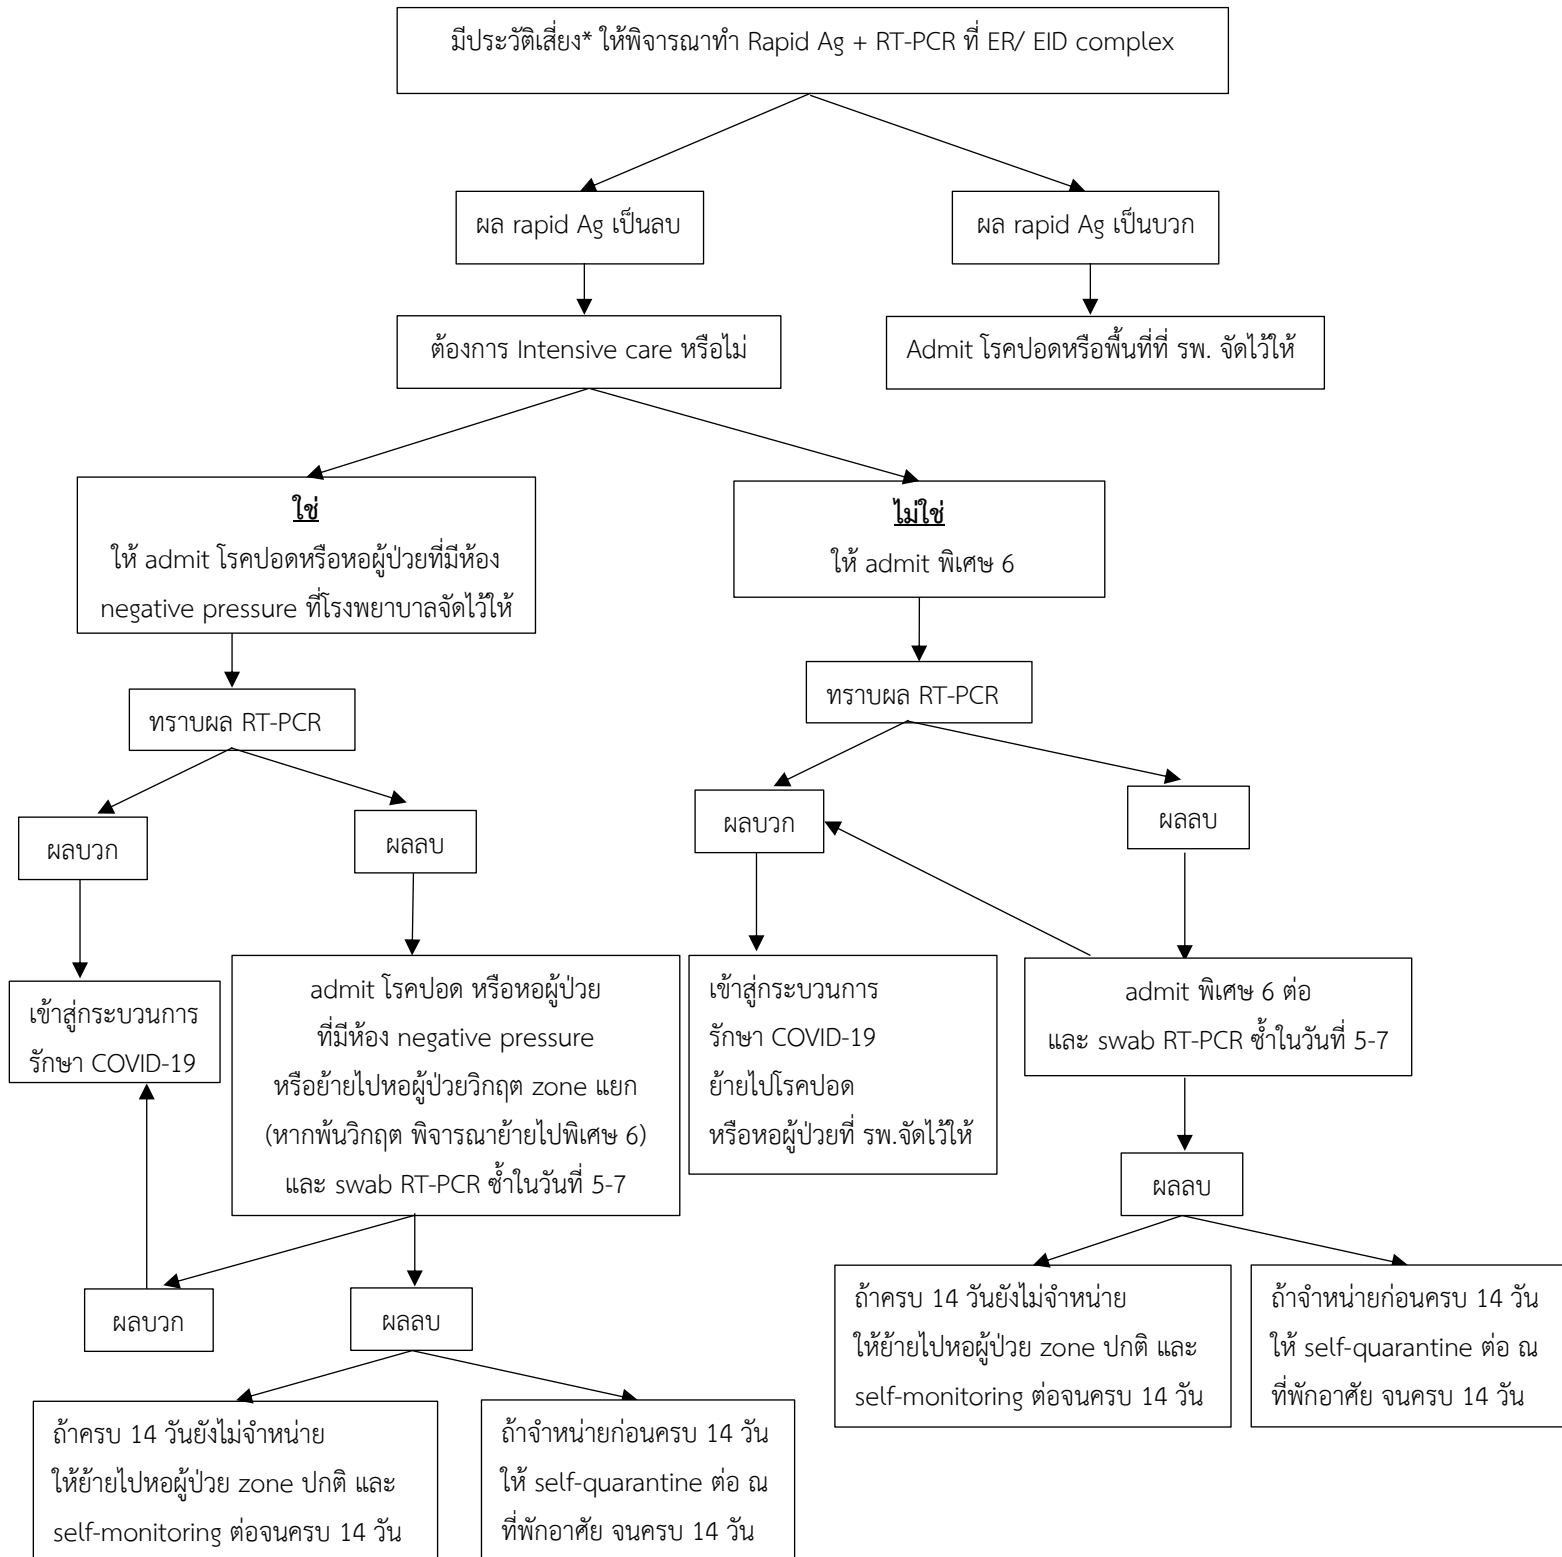 มีประวัติเสี่ยง* ให้พิจารณาทำ Rapid Ag + RT-PCR ที่ ER/ EID complex
ผล rapid Ag เป็นลบ
ผล rapid Ag เป็นบวก
ต้องการ Intensive care หรือไม่
Admit โรคปอดหรือพื้นที่ที่ รพ. จัดไว้ให้
ใช่
ให้ admit โรคปอดหรือหอผู้ป่วยที่มีห้อง
negative pressure ที่โรงพยาบาลจัดไว้ให้
ไม่ใช่
ให้ admit พิเศษ 6
ทราบผล RT-PCR
ทราบผล RT-PCR
ผลบวก
ผลลบ
ผลบวก
ผลลบ
เข้าสู่กระบวนการ
รักษา COVID-19
admit โรคปอด หรือหอผู้ป่วย
ที่มีห้อง negative pressure
หรือย้ายไปหอผู้ป่วยวิกฤต zone แยก
(หากพ้นวิกฤต พิจารณาย้ายไปพิเศษ 6)
และ swab RT-PCR ซ้ำในวันที่ 5-7
เข้าสู่กระบวนการ
รักษา COVID-19
ย้ายไปโรคปอด
หรือหอผู้ป่วยที่ รพ.จัดไว้ให้
admit พิเศษ 6 ต่อ
และ swab RT-PCR ซ้ำในวันที่ 5-7
ผลลบ
ผลบวก
ผลลบ
ถ้าครบ 14 วันยังไม่จำหน่าย
ให้ย้ายไปหอผู้ป่วย zone ปกติ และ
self-monitoring ต่อจนครบ 14 วัน
ถ้าจำหน่ายก่อนครบ 14 วัน
ให้ self-quarantine ต่อ ณ
ที่พักอาศัย จนครบ 14 วัน
ถ้าครบ 14 วันยังไม่จำหน่าย
ให้ย้ายไปหอผู้ป่วย zone ปกติ และ
self-monitoring ต่อจนครบ 14 วัน
ถ้าจำหน่ายก่อนครบ 14 วัน
ให้ self-quarantine ต่อ ณ
ที่พักอาศัย จนครบ 14 วัน